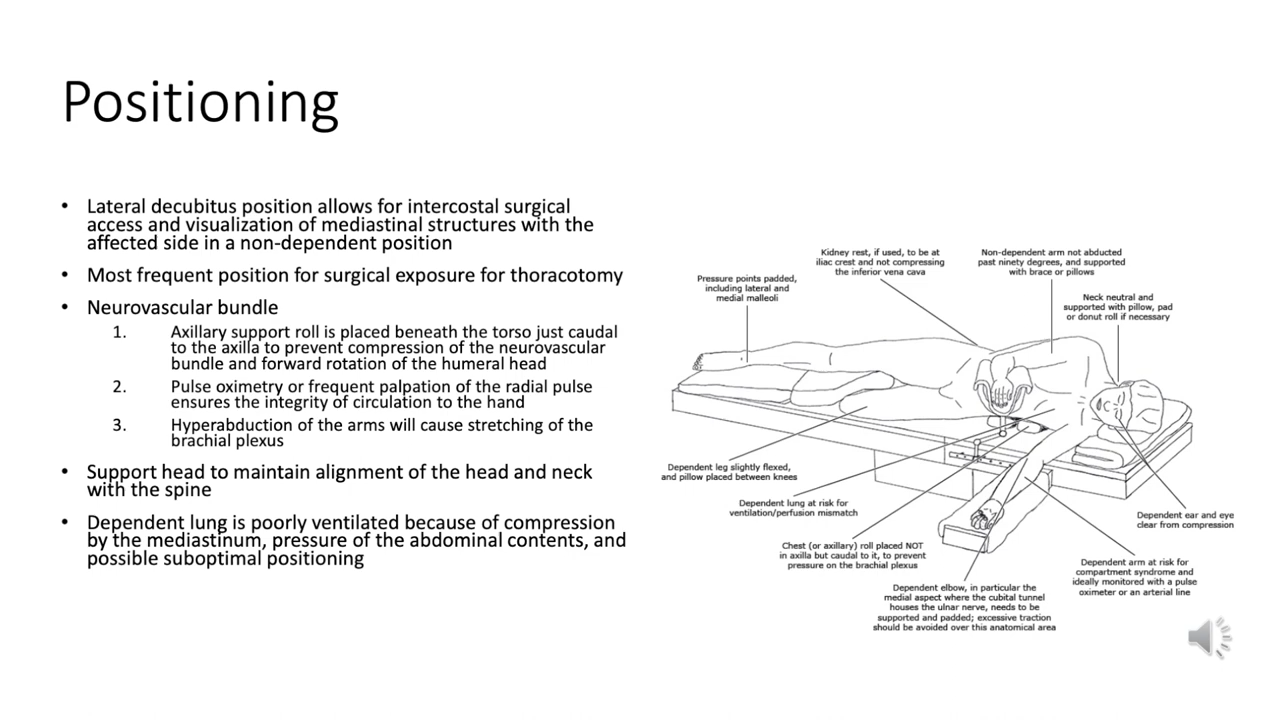 Positioning
• Lateral decubitus position allows for intercostal surgical
access and visualization of mediastinal structures with the
affected side in a non-dependent position
• Most frequent position for surgical exposure for thoracotomy
• Neurovascular bundle
1. Axillary support roll is placed beneath the torso just caudal
to the axilla to prevent compression of the neurovascular
bundle and forward rotation of the humeral head
2. Pulse oximetry or frequent palpation of the radial pulse
ensures the integrity of circulation to the hand
3. Hyperabduction of the arms will cause stretching of the
brachial plexus
• Support head to maintain alignment of the head and neck
with the spine
• Dependent lung is poorly ventilated because of compression
by the mediastinum, pressure of the abdominal contents, and
possible suboptimal positioning
Pressure points padded,
including lateral and
medial malleoli
Kidney rest, if used, to be at
iliac crest and not compressing
the inferior vena cava
Non-dependent arm not abducted
past ninety degrees, and supported
with brace or pillows
Neck neutral and
supported with pillow, pad
or donut roll if necessary
Dependent leg slightly flexed,
and pillow placed between knees
Dependent lung at risk for
ventilation/perfusion mismatch
Chest (or axillary) roll placed NOT
in axilla but caudal to it, to prevent
pressure on the brachial plexus
Dependent elbow, in particular the
medial aspect where the cubital tunnel
houses the ulnar nerve, needs to be
supported and padded; excessive traction
should be avoided over this anatomical area
Dependent arm at risk for
compartment syndrome and
ideally monitored with a pulse
oximeter or an arterial line
Dependent ear and eye
clear from compression